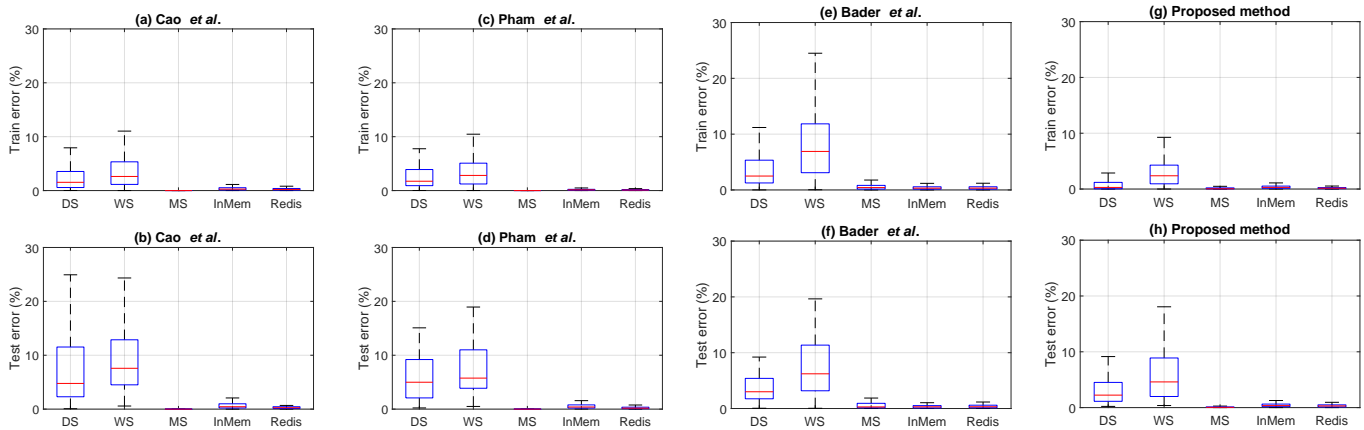 (a) Cao et al.
Train error (%)
30
20
10
0
DS WS MS InMem Redis
(c) Pham et al.
Train error (%)
30
20
10
0
DS WS MS InMem Redis
(e) Bader et al.
Train error (%)
30
20
10
0
DS WS MS InMem Redis
(g) Proposed method
Train error (%)
30
20
10
0
DS WS MS InMem Redis
(b) Cao et al.
Test error (%)
30
20
10
0
DS WS MS InMem Redis
(d) Pham et al.
Test error (%)
30
20
10
0
DS WS MS InMem Redis
(f) Bader et al.
Test error (%)
30
20
10
0
DS WS MS InMem Redis
(h) Proposed method
Test error (%)
30
20
10
0
DS WS MS InMem Redis